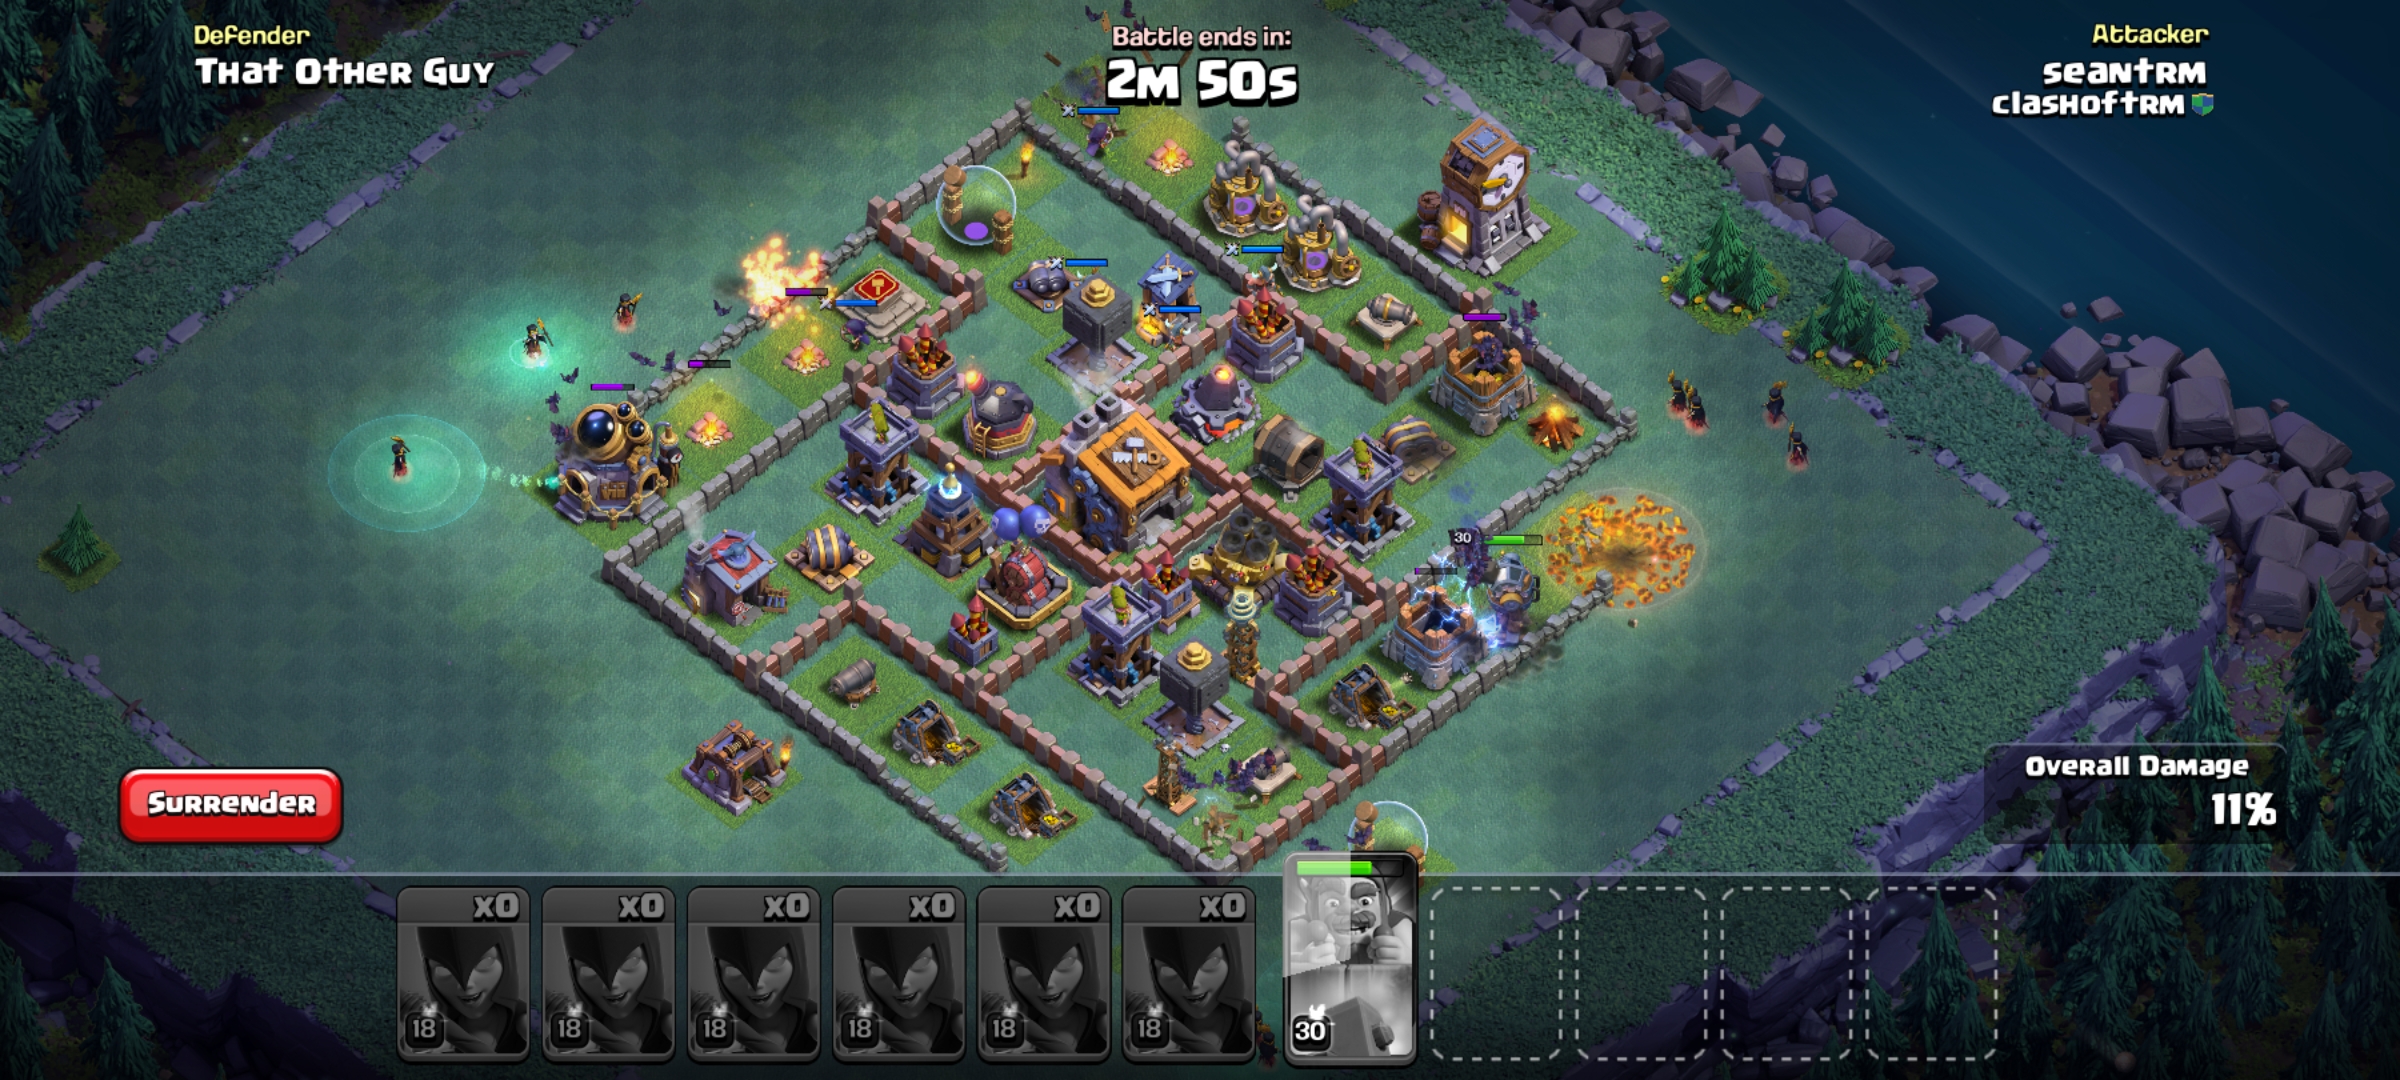 Defender
That Other Guy
Battle ends in:
2M 50s
Attacker
seantRM
clashoftRM
30
Surrender
Overall Damage
11%
x0
x0
x0
x0
x0
x0
18
18
18
18
18
18
30